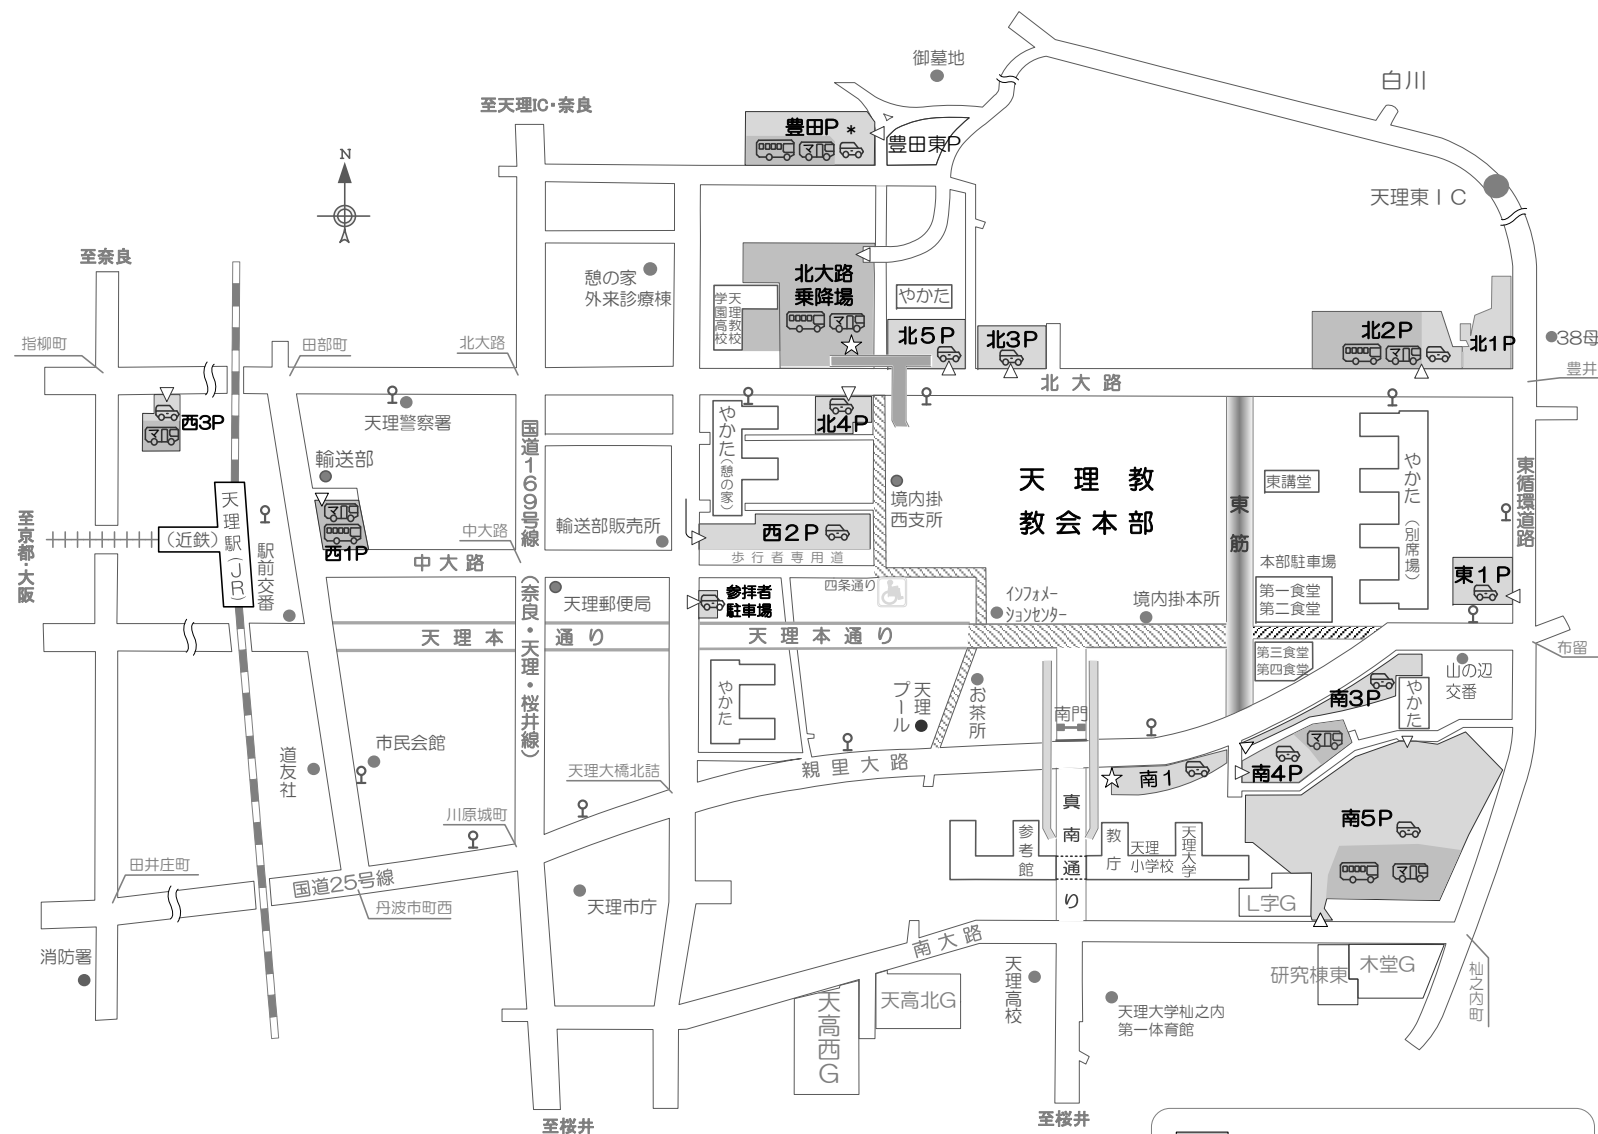 御墓地
白川
至天理IC・奈良
豊田P *
マ
豊田東P
N
天理東IC
至奈良
憩の家
外来診療棟
北大路
乗降場
マ
天理教校
学園高校
やかた
北5P
北3P
北2P
マ
北1P
38母
豊井
指柳町
田部町
北大路
北大路
西3P
マ
天理警察署
国道169号線
(奈良・天理・桜井線)
やかた
(憩の家)
北4P
輸送部
マ
西1P
天理駅(JR)
(近鉄)
至京都・大阪
駅前交番
中大路
中大路
輸送部販売所
西2P
歩行者専用道
境内掛
西支所
天理教
教会本部
東筋
東講堂
やかた
(別席場)
東循環道路
本部駐車場
第一食堂
第二食堂
東1P
天理郵便局
参拝者
駐車場
四条通り
インフォメー
ションセンター
境内掛本所
天理本通り
天理本通り
第三食堂
第四食堂
布留
山の辺
交番
やかた
天理プール
お茶所
南門
南3P
やかた
市民会館
道友社
天理大橋北詰
親里大路
南1
南4P
マ
南5P
マ
川原城町
真南通り
参考館
教庁
天理
小学校
天理大学
田井庄町
国道25号線
丹波市町西
天理市庁
L字G
消防署
南大路
天理高校
研究棟東
木堂G
杣之内町
天高北G
天高西G
天理大学杣之内
第一体育館
至桜井
至桜井